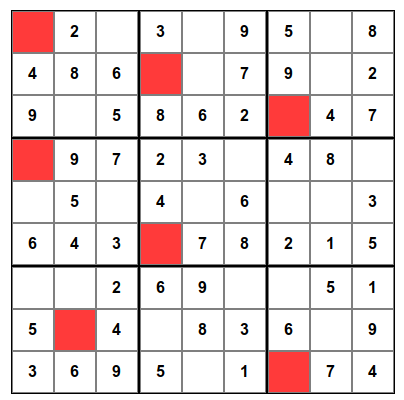 2 3 9 5 8
4 8 6 7 9 2
9 5 8 6 2 4 7
9 7 2 3 4 8
5 4 6 3
6 4 3 7 8 2 1 5
2 6 9 5 1
5 4 8 3 6 9
3 6 9 5 1 7 4